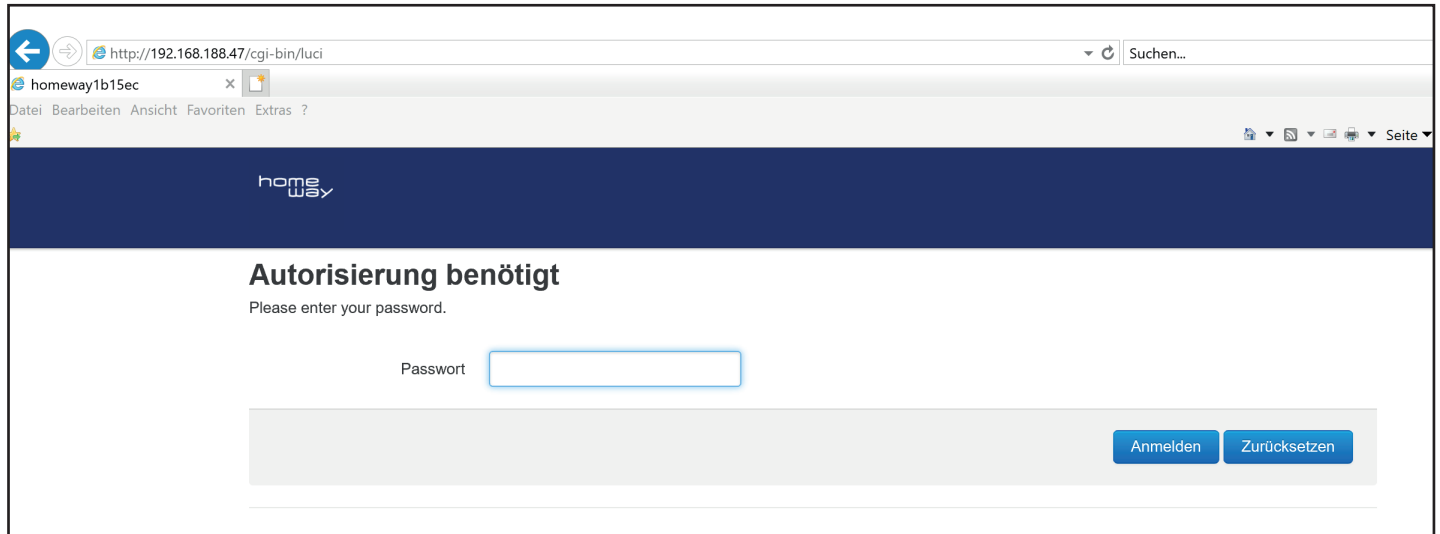 http://192.168.188.47/cgi-bin/luci
Suchen...
homeway1b15ec
Datei Bearbeiten Ansicht Favoriten Extras ?
Seite
home
way
Autorisierung benötigt
Please enter your password.
Passwort
Anmelden Zurücksetzen